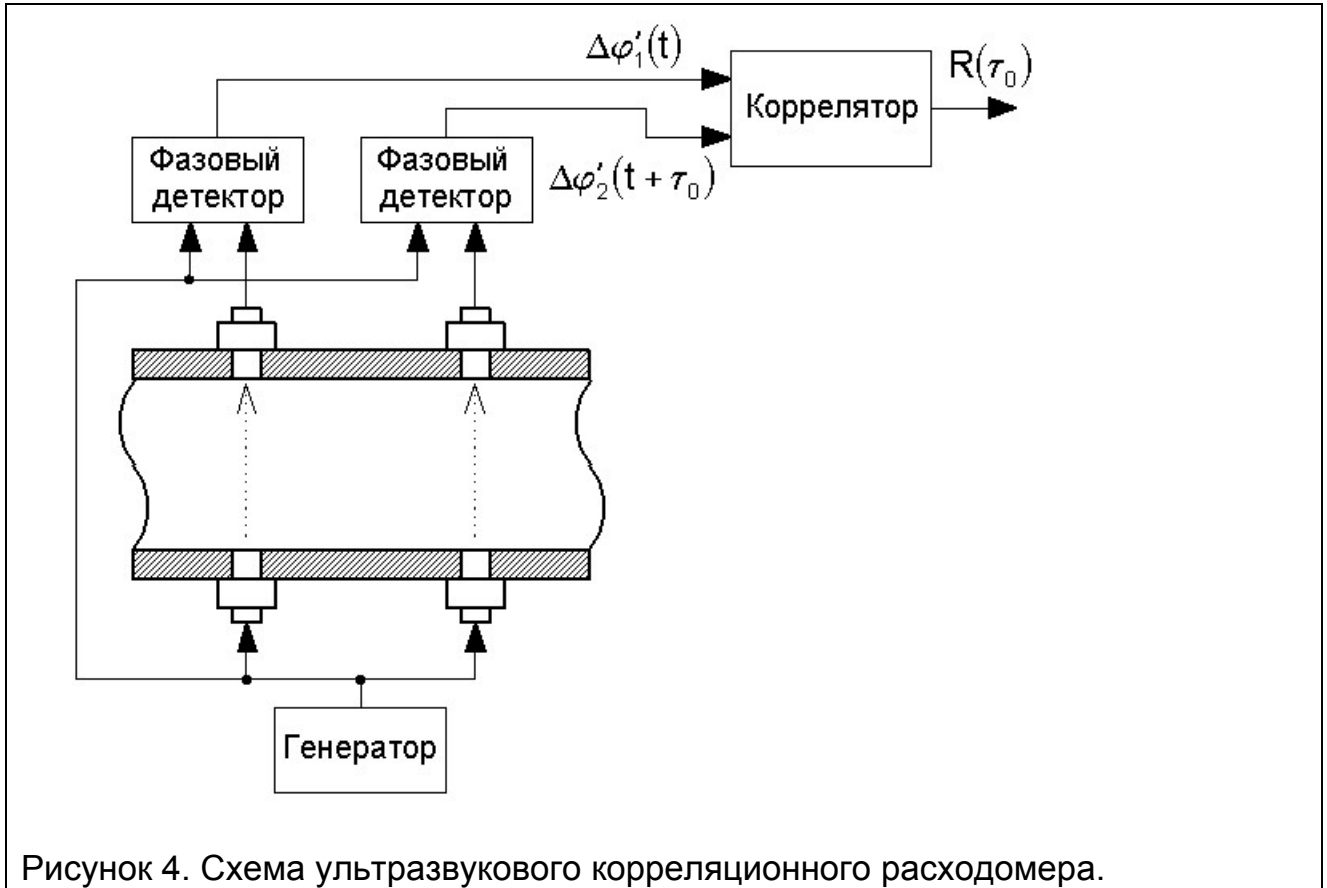 Δφ′₁(t)
R(τ₀)
Коррелятор
Фазовый
детектор
Фазовый
детектор
Δφ′₂(t + τ₀)
Генератор
Рисунок 4. Схема ультразвукового корреляционного расходомера.